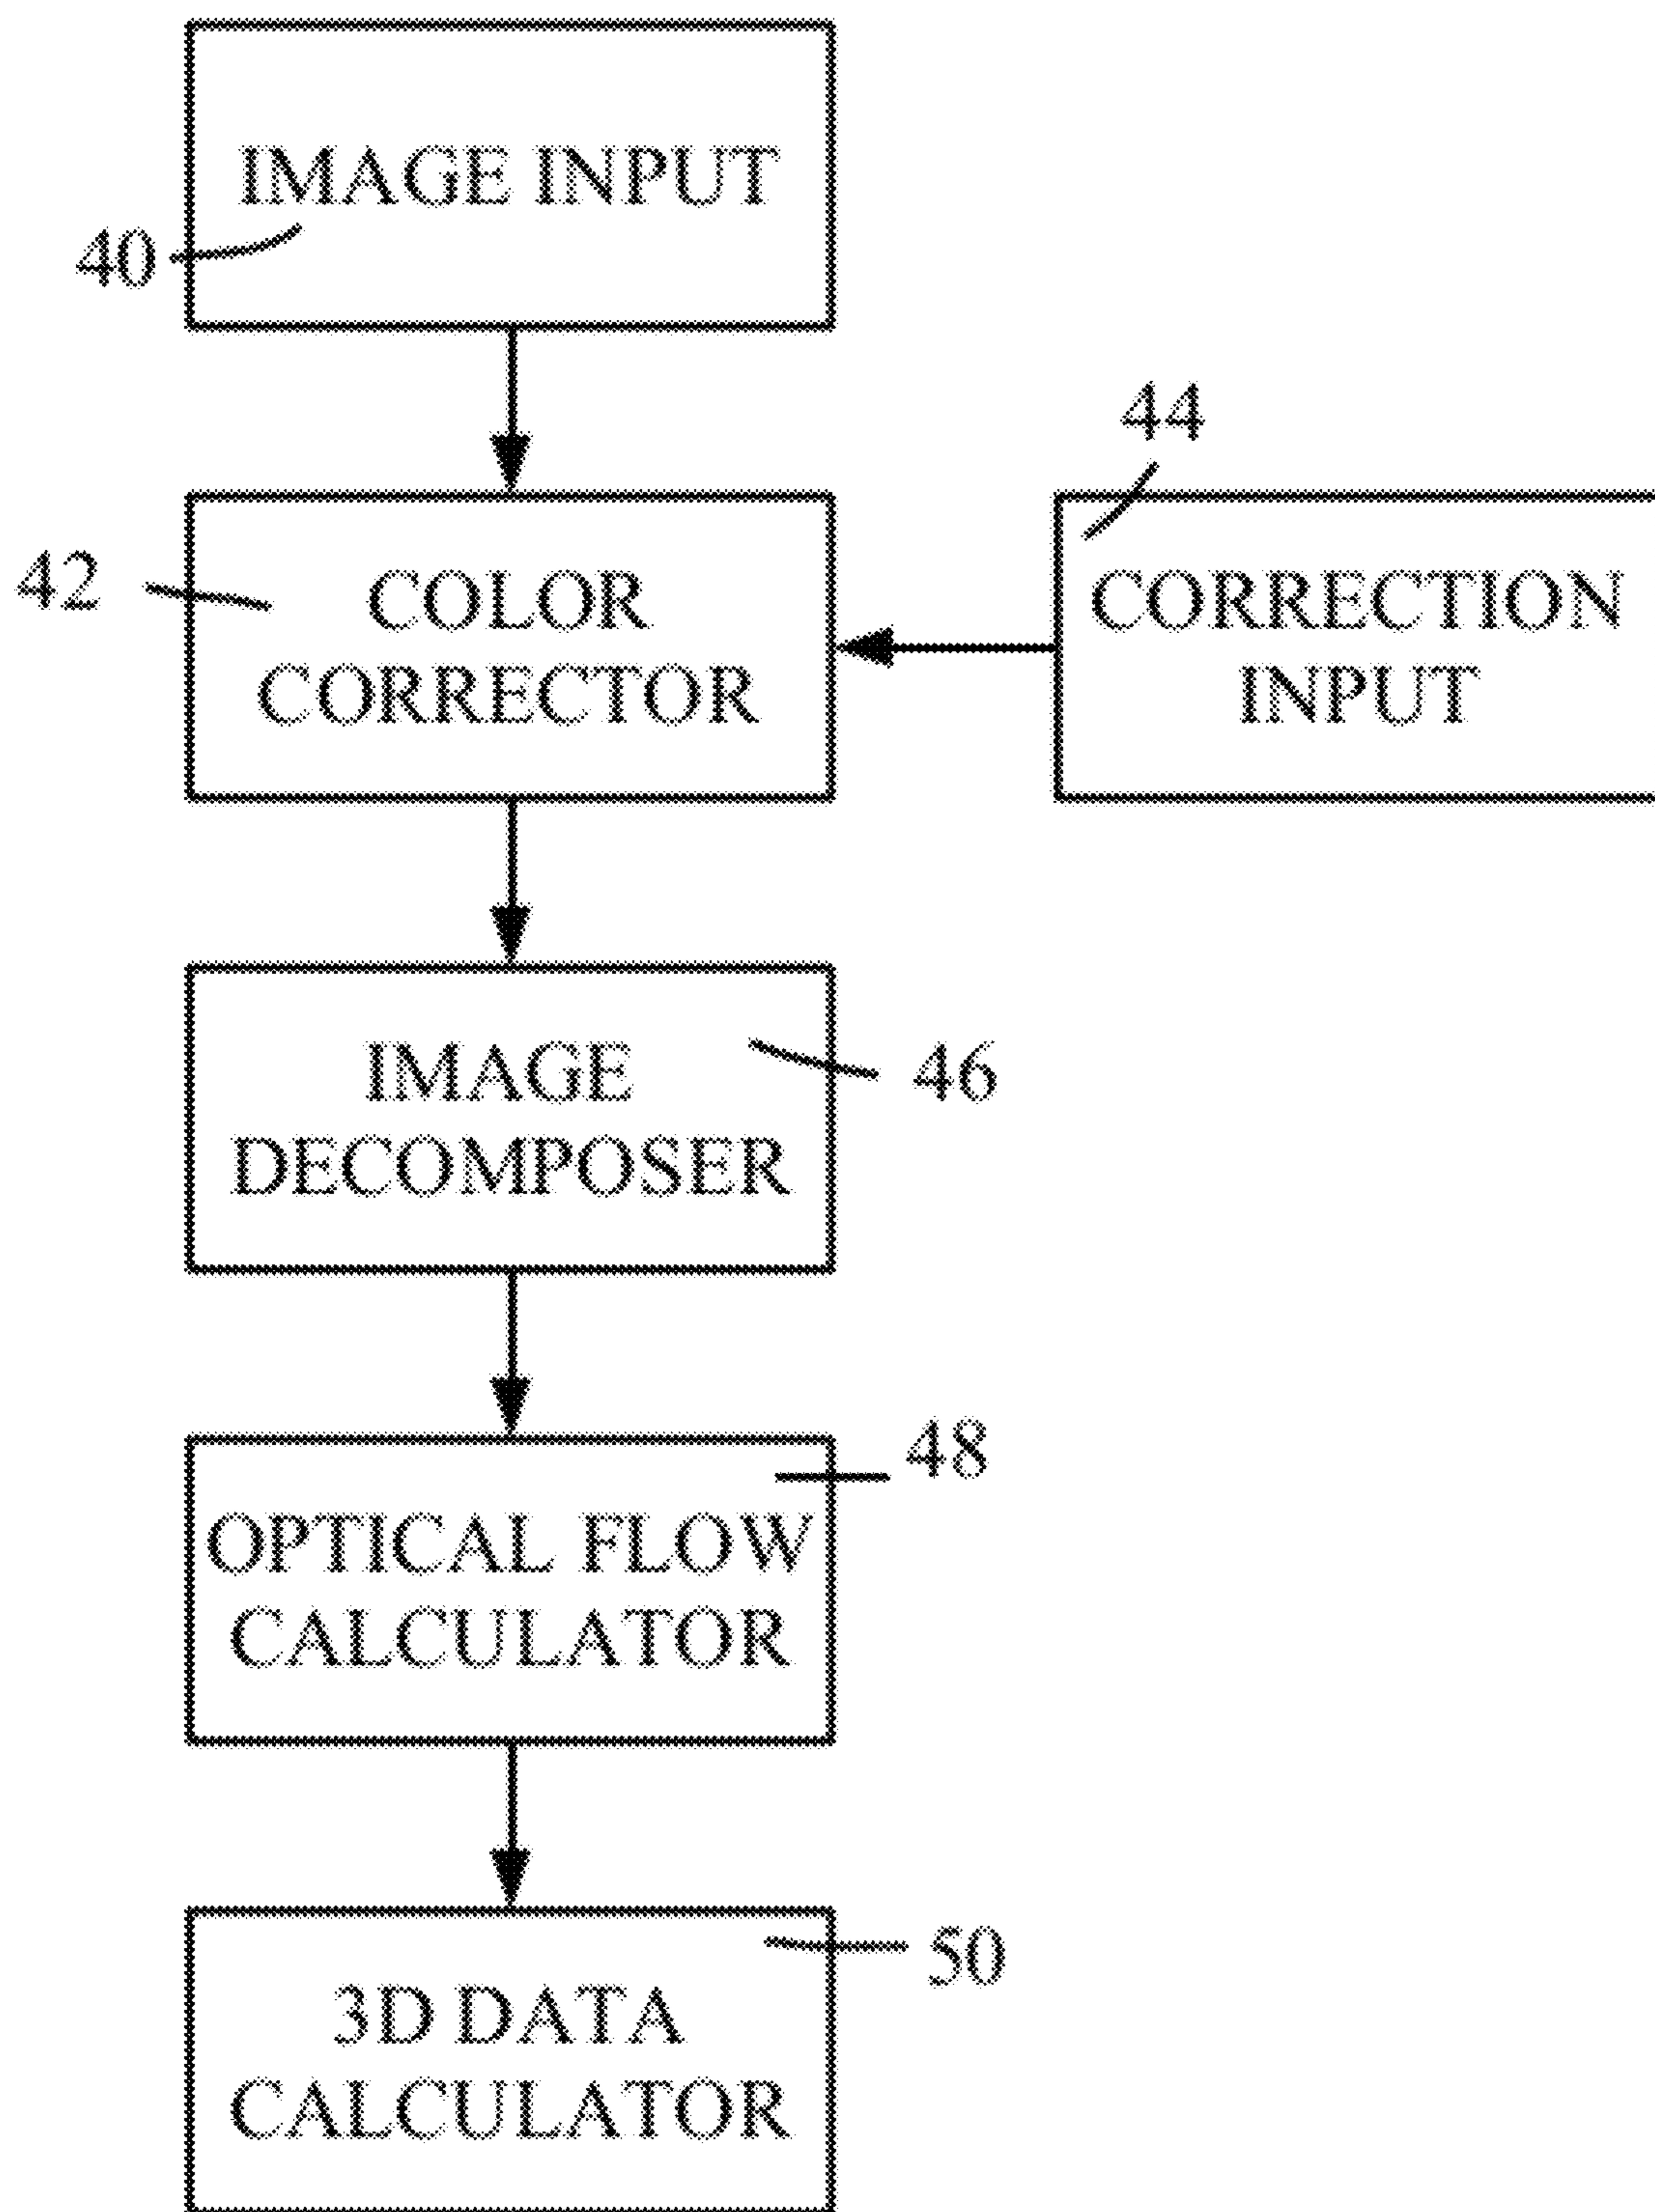 IMAGE INPUT
40
44
42
COLOR
CORRECTOR
CORRECTION
INPUT
IMAGE
DECOMPOSER
46
48
OPTICAL FLOW
CALCULATOR
50
3D DATA
CALCULATOR